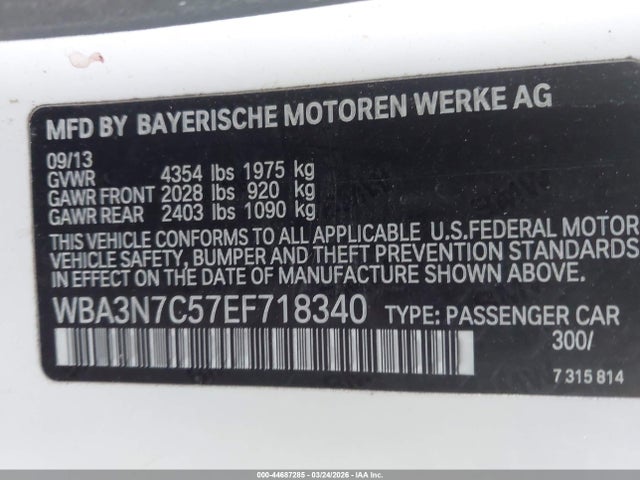 MFD BY BAYERISCHE MOTOREN WERKE AG
09/13
GVWR 4354 lbs 1975 kg
GAWR FRONT 2028 lbs 920 kg
GAWR REAR 2403 lbs 1090 kg
THIS VEHICLE CONFORMS TO ALL APPLICABLE U.S.FEDERAL MOTOR
VEHICLE SAFETY, BUMPER AND THEFT PREVENTION STANDARDS
IN EFFECT ON THE DATE OF MANUFACTURE SHOWN ABOVE.
WBA3N7C57EF718340 TYPE: PASSENGER CAR
300/
7 315 814
000-44687285 - 03/24/2026 - IAAI.COM